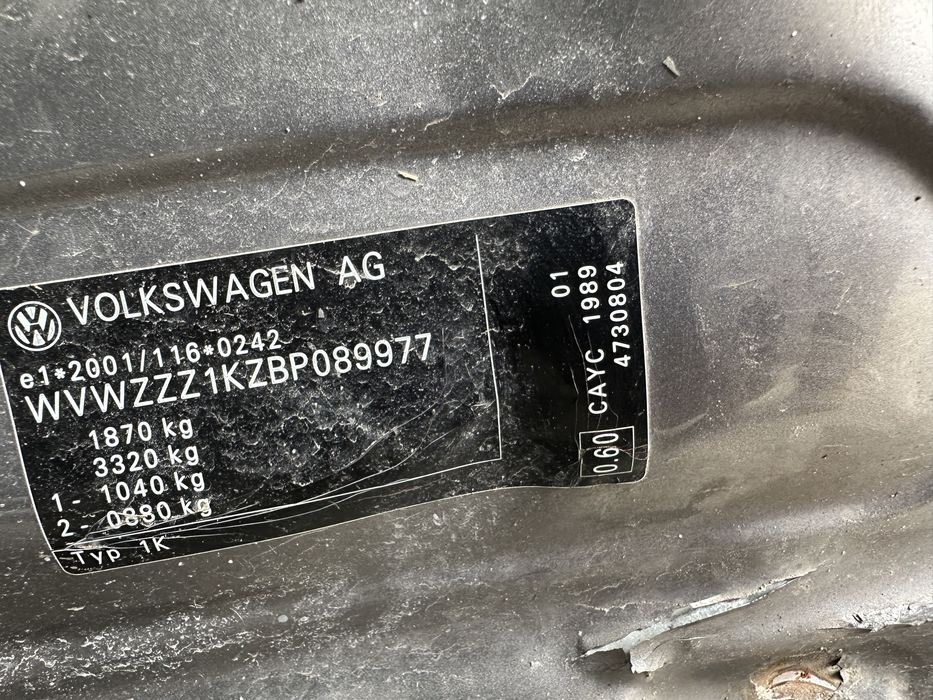 VOLKSWAGEN AG
e1*2001/116*0242
WVWZZZ1KZBP089977
1870 kg
3320 kg
1 - 1040 kg
2 - 0880 kg
Typ 1K
01
CAYC 1989
4730804
0.60